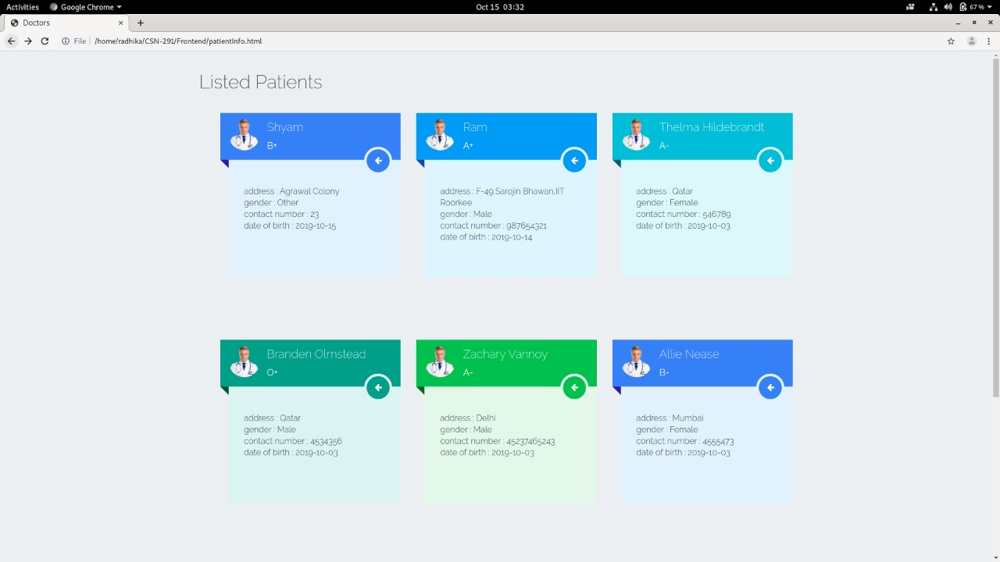 Activities Google Chrome Oct 15 03:32 67 %
Doctors
File /home/radhika/CSN-291/Frontend/patientInfo.html
Listed Patients
Shyam
B+
address : Agrawal Colony
gender : Other
contact number : 23
date of birth : 2019-10-15
Ram
A+
address : F-49,Sarojin Bhawan,IIT
Roorkee
gender : Male
contact number : 987654321
date of birth : 2019-10-14
Thelma Hildebrandt
A-
address : Qatar
gender : Female
contact number : 546789
date of birth : 2019-10-03
Branden Olmstead
O+
address : Qatar
gender : Male
contact number : 4534356
date of birth : 2019-10-03
Zachary Vannoy
A-
address : Delhi
gender : Male
contact number : 45237465243
date of birth : 2019-10-03
Allie Nease
B-
address : Mumbai
gender : Female
contact number : 4555473
date of birth : 2019-10-03